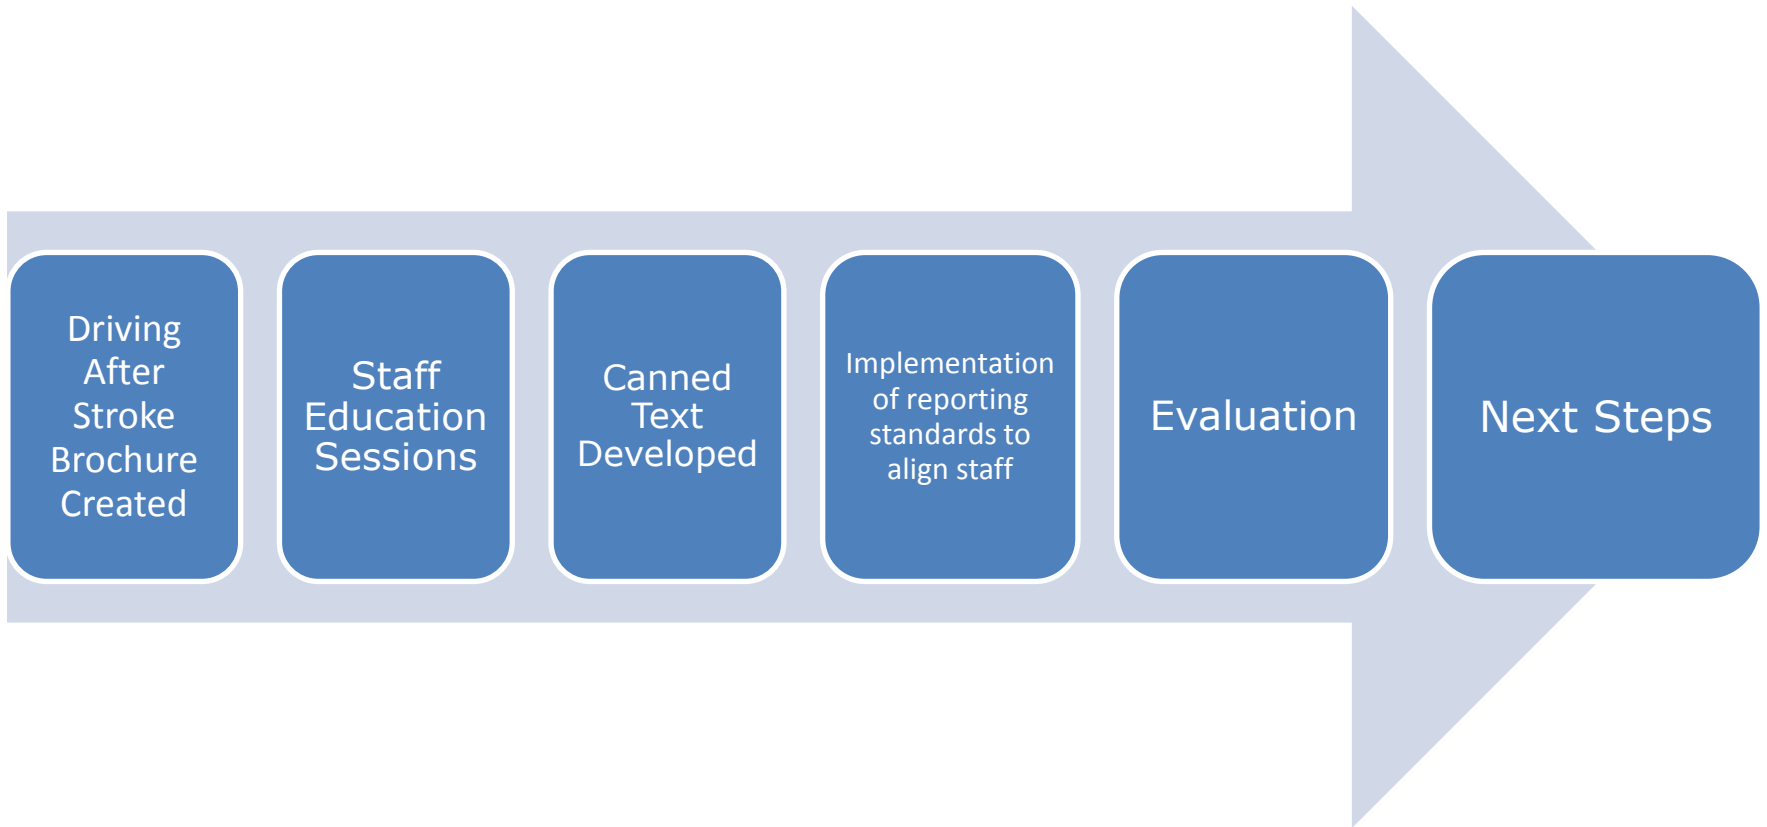 Driving
After
Stroke
Brochure
Created
Staff
Education
Sessions
Canned
Text
Developed
Implementation
of reporting
standards to
align staff
Evaluation
Next Steps